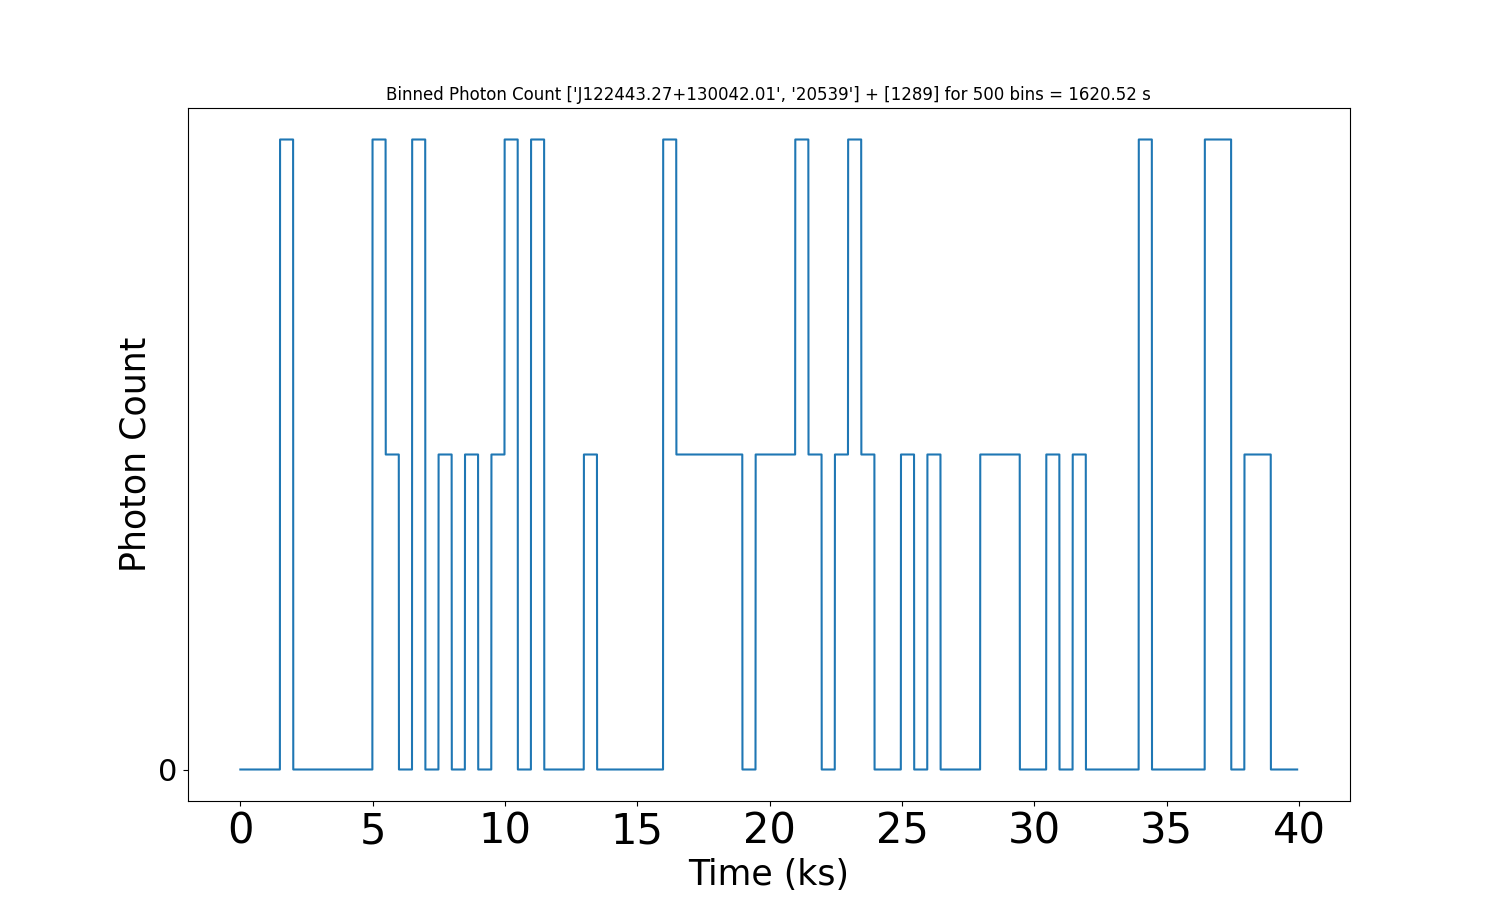 Binned Photon Count ['J122443.27+130042.01', '20539'] + [1289] for 500 bins = 1620.52 s
Photon Count
0
0 5 10 15 20 25 30 35 40
Time (ks)